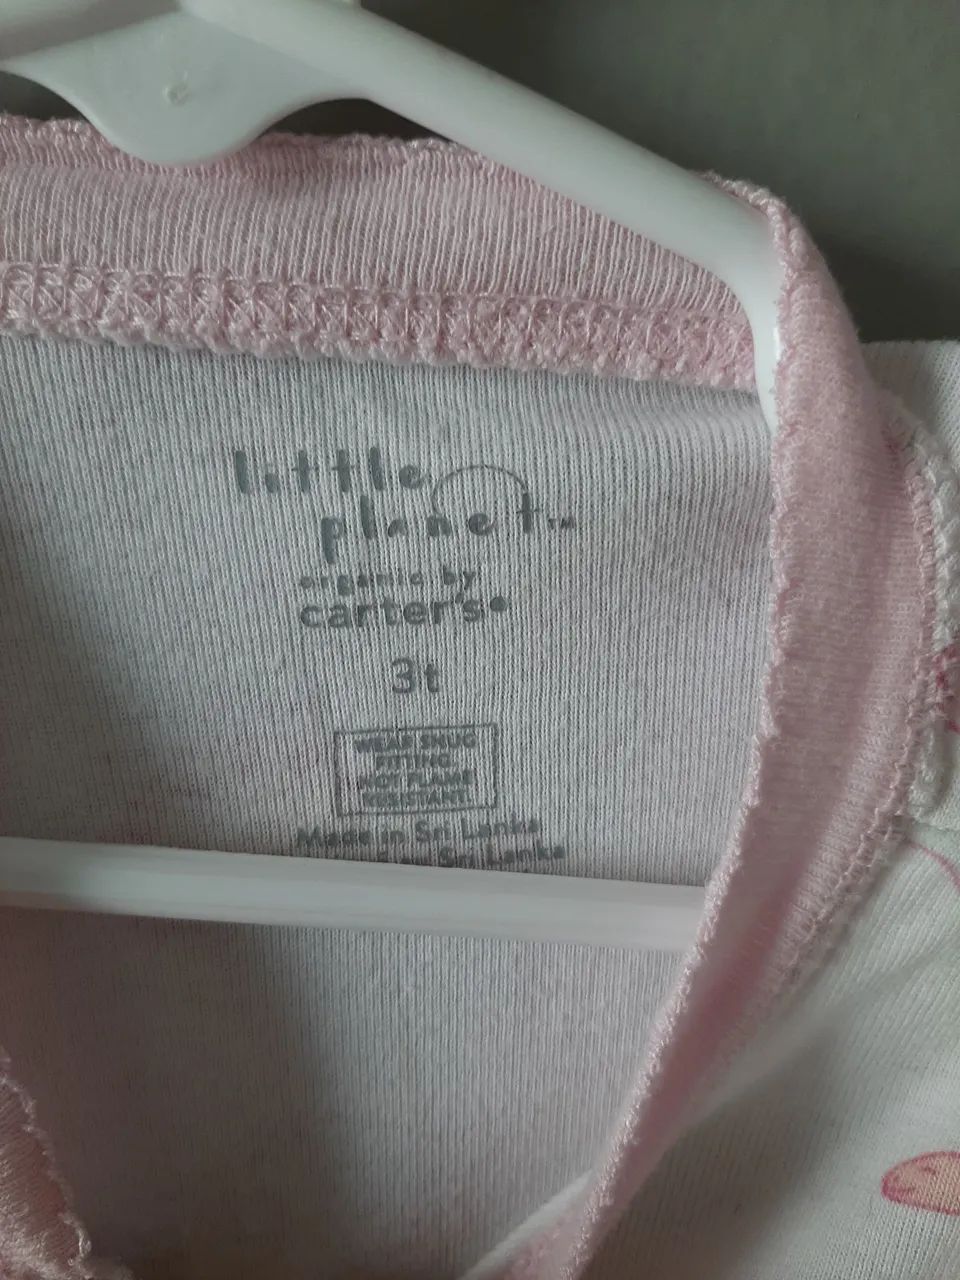 little
planet™
organic by
carter's®
3t
WEAR SNUG
FITTING,
NOT FLAME
RESISTANT
Made in Sri Lanka
Sri Lanka